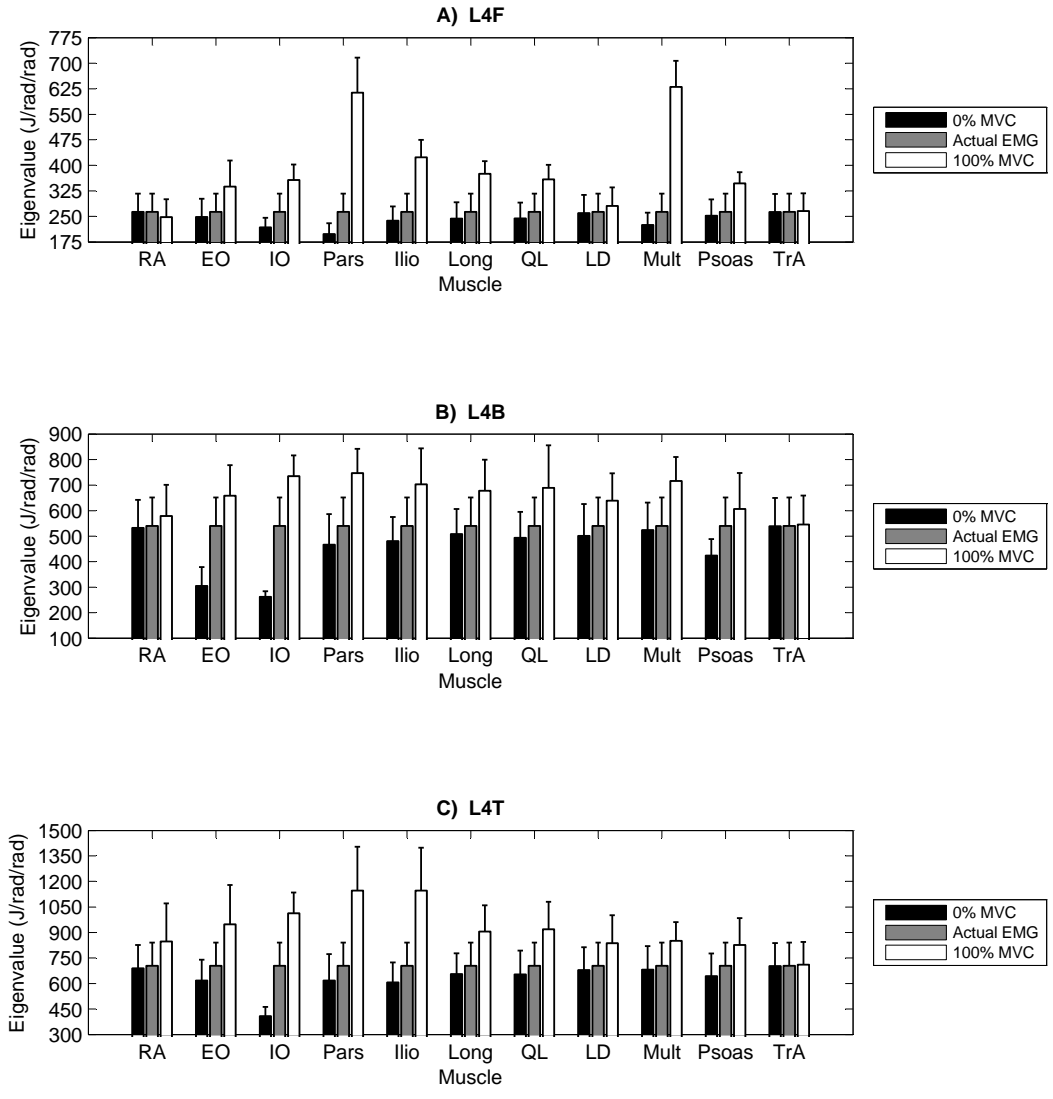 A) L4F
775
700
625
550
475
400
325
250
175
Eigenvalue (J/rad/rad)
RA EO IO Pars Ilio Long QL LD Mult Psoas TrA
Muscle
0% MVC
Actual EMG
100% MVC
B) L4B
900
800
700
600
500
400
300
200
100
Eigenvalue (J/rad/rad)
RA EO IO Pars Ilio Long QL LD Mult Psoas TrA
Muscle
0% MVC
Actual EMG
100% MVC
C) L4T
1500
1350
1200
1050
900
750
600
450
300
Eigenvalue (J/rad/rad)
RA EO IO Pars Ilio Long QL LD Mult Psoas TrA
Muscle
0% MVC
Actual EMG
100% MVC